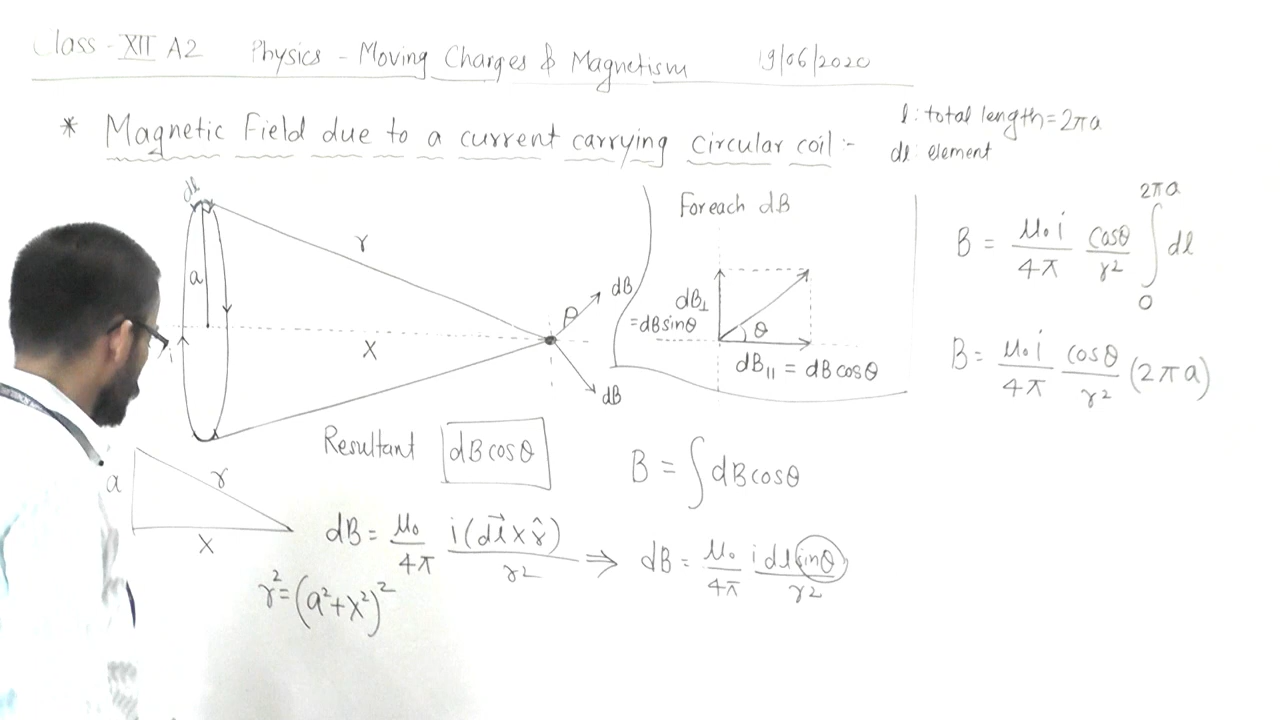 Class - XII A2 Physics - Moving Charges & Magnetism 19/06/2020
* Magnetic Field due to a current carrying circular coil :-
l : total length = 2πa
dl : element
dl
a
r
x
i
θ
dB
dB
For each dB
dB⊥
= dB sinθ
θ
dB|| = dB cosθ
B = μ₀i/4π cosθ/r² ∫₀^2πa dl
B = μ₀i/4π cosθ/r² (2πa)
Resultant dB cosθ
B = ∫ dB cosθ
a
r
x
dB = μ₀/4π i(dl⃗ × r̂)/r² ⇒ dB = μ₀/4π i dl sinθ/r²
r² = (a² + x²)²